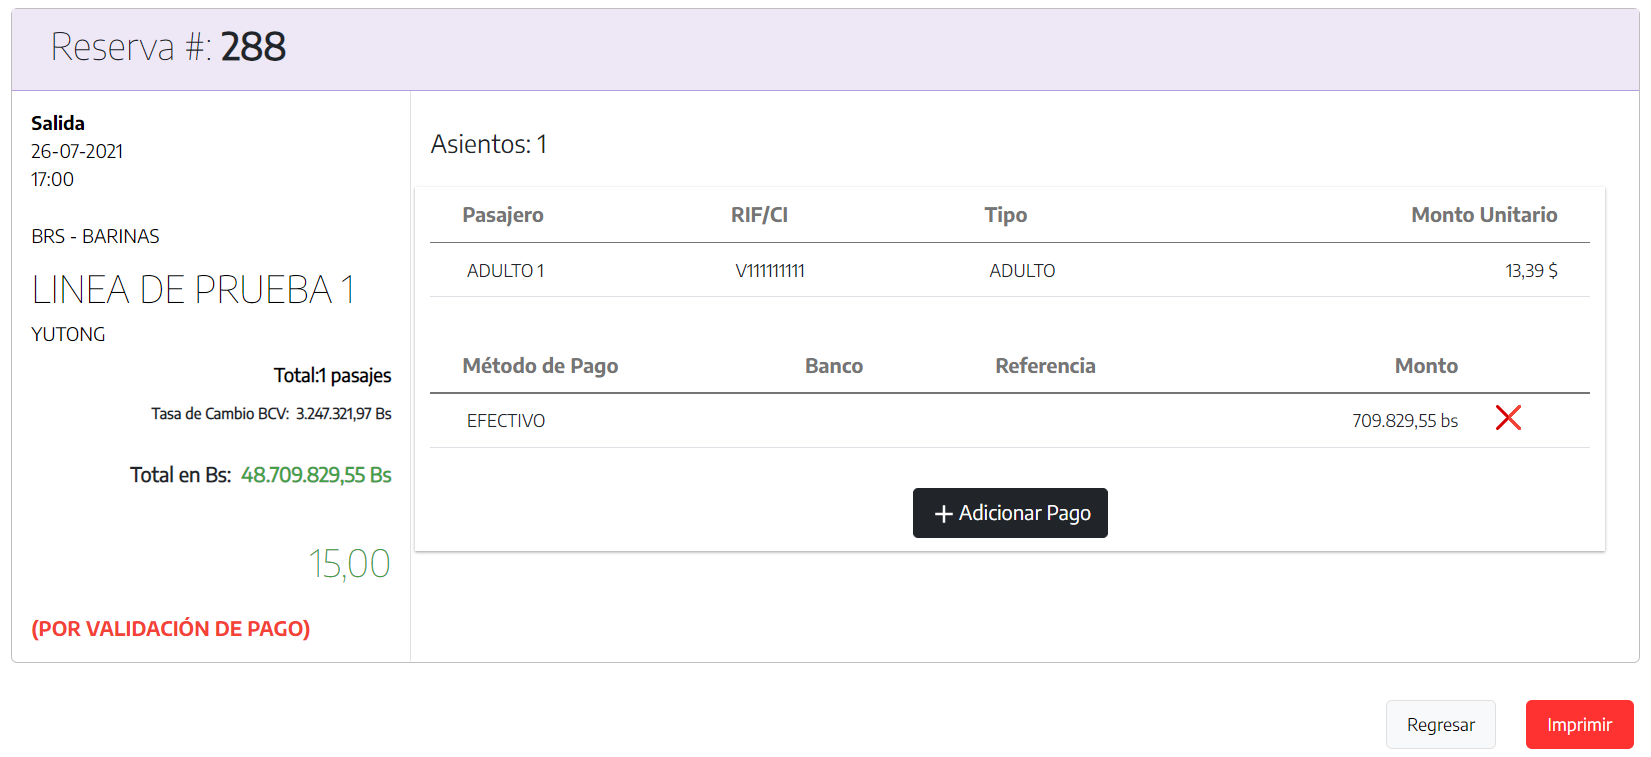 Reserva #: 288
Salida
26-07-2021
17:00
BRS - BARINAS
LINEA DE PRUEBA 1
YUTONG
Total:1 pasajes
Tasa de Cambio BCV: 3.247.321,97 Bs
Total en Bs: 48.709.829,55 Bs
15,00
(POR VALIDACIÓN DE PAGO)
Asientos: 1
Pasajero RIF/CI Tipo Monto Unitario
ADULTO 1 V111111111 ADULTO 13,39 $
Método de Pago Banco Referencia Monto
EFECTIVO 709.829,55 bs
+ Adicionar Pago
Regresar Imprimir